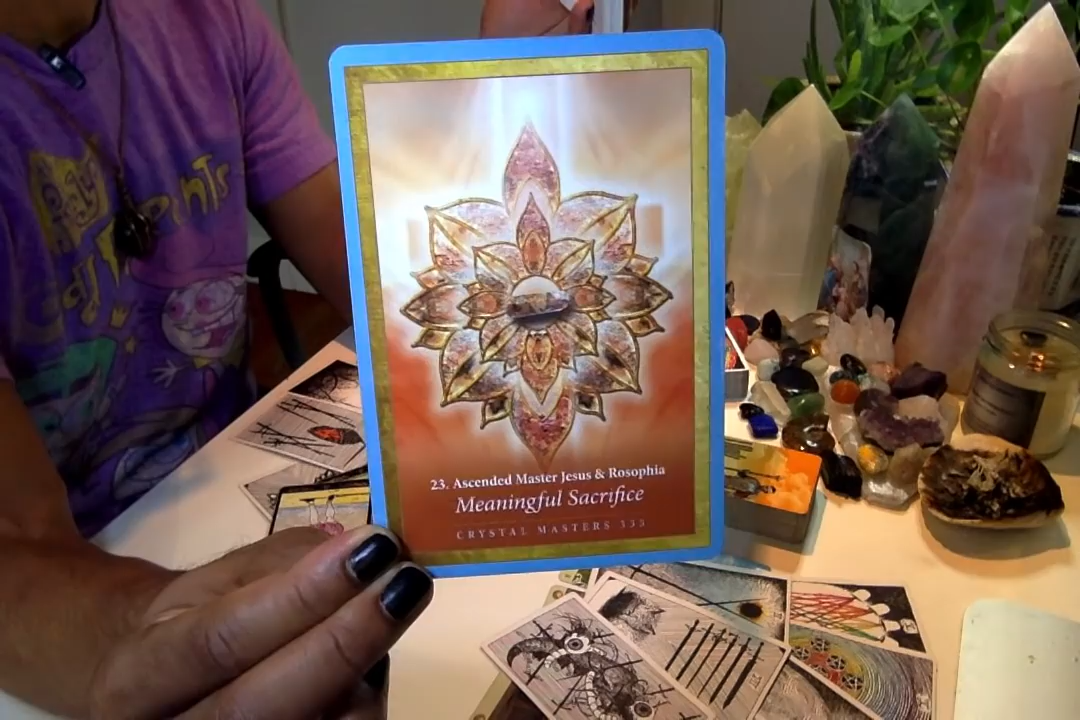 23. Ascended Master Jesus & Rosophia
Meaningful Sacrifice
CRYSTAL MASTERS 333